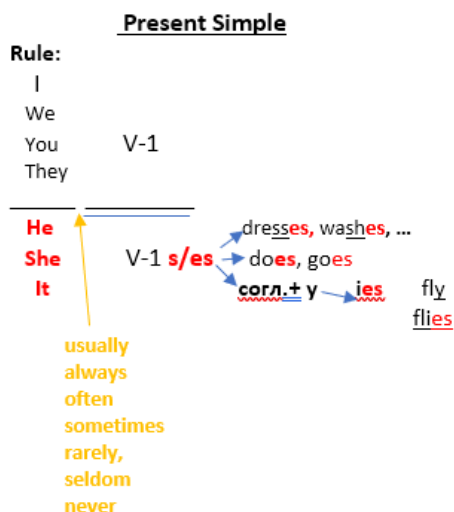 Present Simple
Rule:
I
We
You V-1
They
He dresses, washes, ...
She V-1 s/es does, goes
It согл.+ y ies fly
flies
usually
always
often
sometimes
rarely,
seldom
never